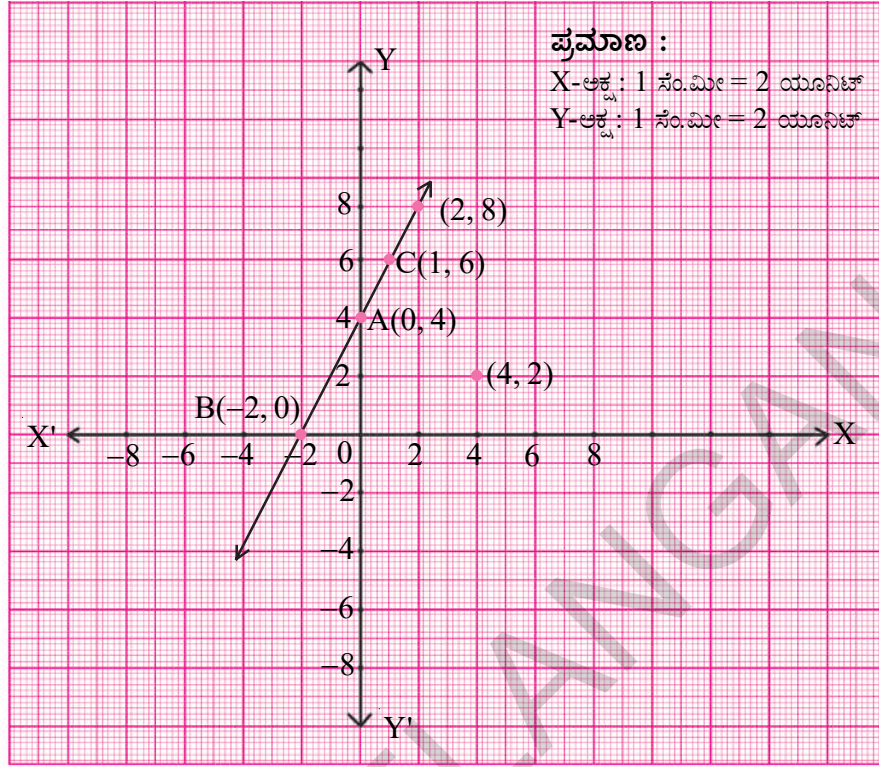 ಪ್ರಮಾಣ :
X-ಅಕ್ಷ : 1 ಸೆಂ.ಮೀ = 2 ಯೂನಿಟ್
Y-ಅಕ್ಷ : 1 ಸೆಂ.ಮೀ = 2 ಯೂನಿಟ್
Y
8 (2, 8)
6 C(1, 6)
4 A(0, 4)
2 (4, 2)
B(–2, 0)
X' X
–8 –6 –4 –2 0 2 4 6 8
–2
–4
–6
–8
Y'
ELANGAN